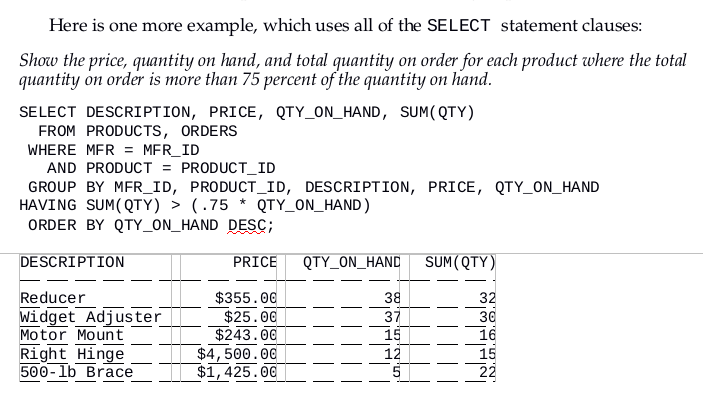 Here is one more example, which uses all of the SELECT statement clauses:
Show the price, quantity on hand, and total quantity on order for each product where the total
quantity on order is more than 75 percent of the quantity on hand.
SELECT DESCRIPTION, PRICE, QTY_ON_HAND, SUM(QTY)
FROM PRODUCTS, ORDERS
WHERE MFR = MFR_ID
AND PRODUCT = PRODUCT_ID
GROUP BY MFR_ID, PRODUCT_ID, DESCRIPTION, PRICE, QTY_ON_HAND
HAVING SUM(QTY) > (.75 * QTY_ON_HAND)
ORDER BY QTY_ON_HAND DESC;
DESCRIPTION PRICE QTY_ON_HAND SUM(QTY)
Reducer $355.00 38 32
Widget Adjuster $25.00 37 30
Motor Mount $243.00 15 16
Right Hinge $4,500.00 12 15
500-lb Brace $1,425.00 5 22